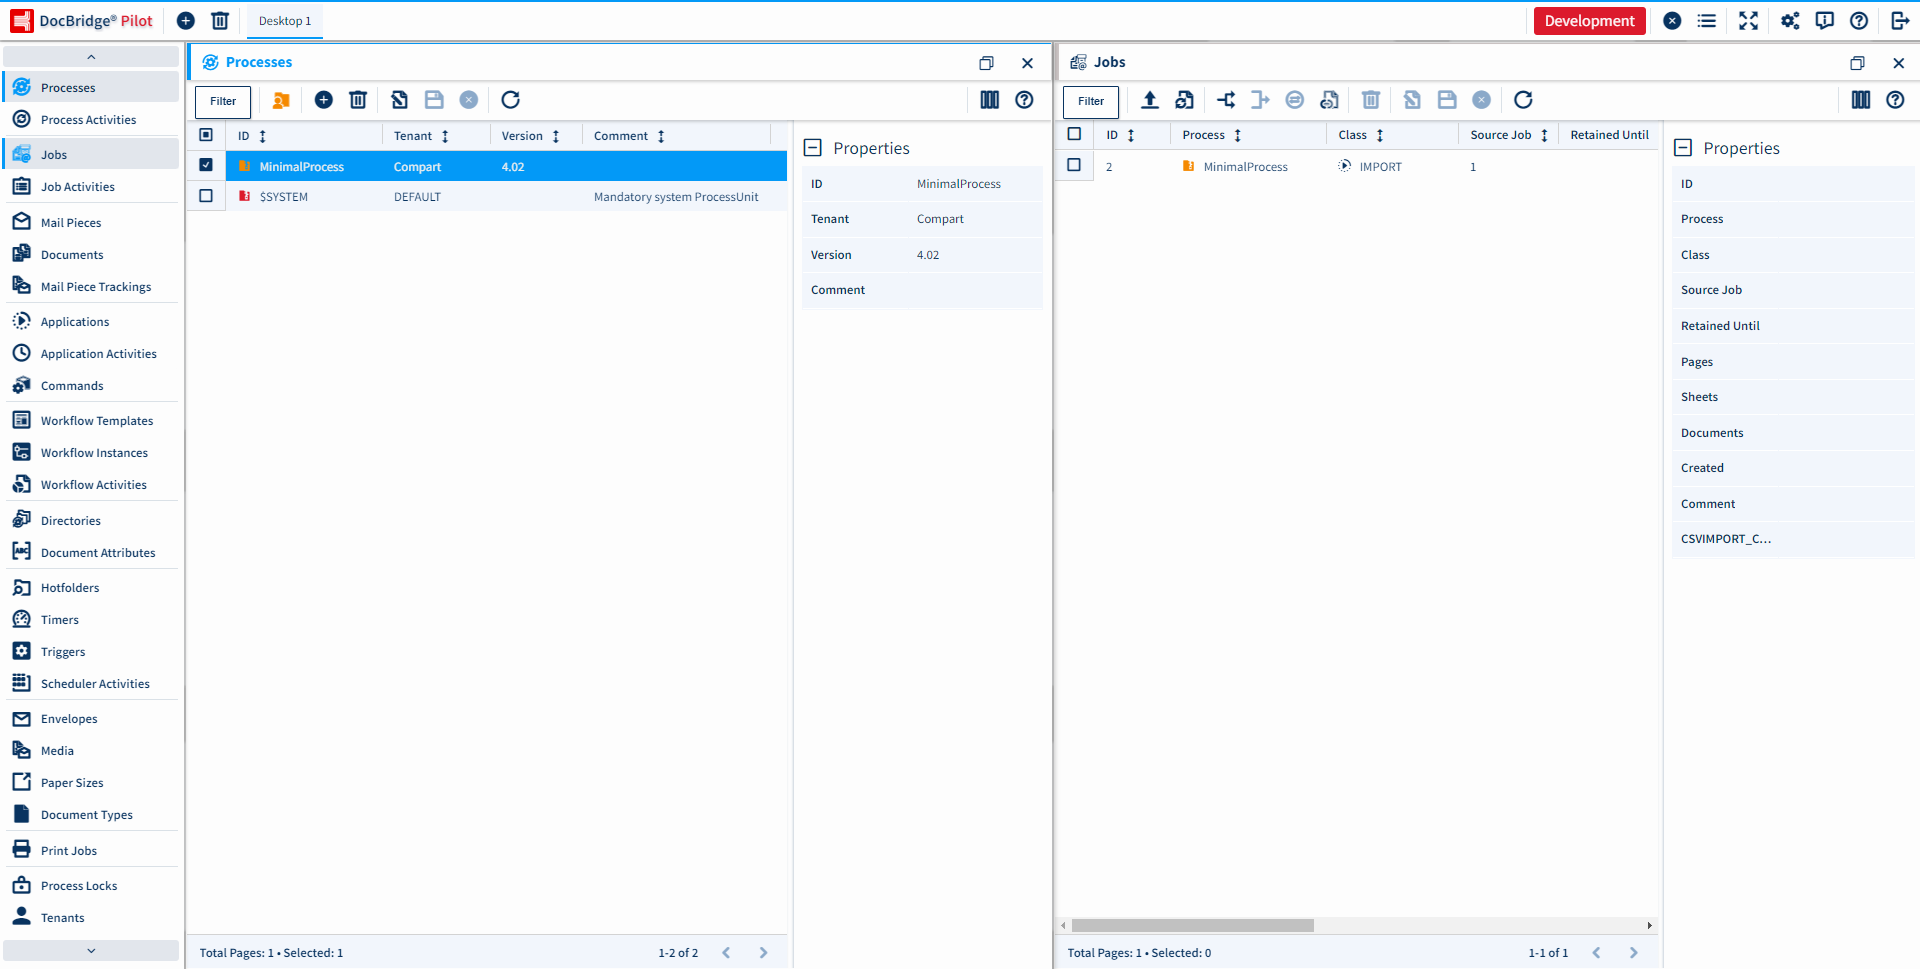 DocBridge® Pilot
Desktop 1
Development
Processes
Process Activities
Jobs
Job Activities
Mail Pieces
Documents
Mail Piece Trackings
Applications
Application Activities
Commands
Workflow Templates
Workflow Instances
Workflow Activities
Directories
Document Attributes
Hotfolders
Timers
Triggers
Scheduler Activities
Envelopes
Media
Paper Sizes
Document Types
Print Jobs
Process Locks
Tenants
Processes
Filter
ID Tenant Version Comment
MinimalProcess Compart 4.02
$SYSTEM DEFAULT Mandatory system ProcessUnit
Total Pages: 1 • Selected: 1 1-2 of 2
Properties
ID MinimalProcess
Tenant Compart
Version 4.02
Comment
Jobs
Filter
ID Process Class Source Job Retained Until
2 MinimalProcess IMPORT 1
Total Pages: 1 • Selected: 0 1-1 of 1
Properties
ID
Process
Class
Source Job
Retained Until
Pages
Sheets
Documents
Created
Comment
CSVIMPORT_C...